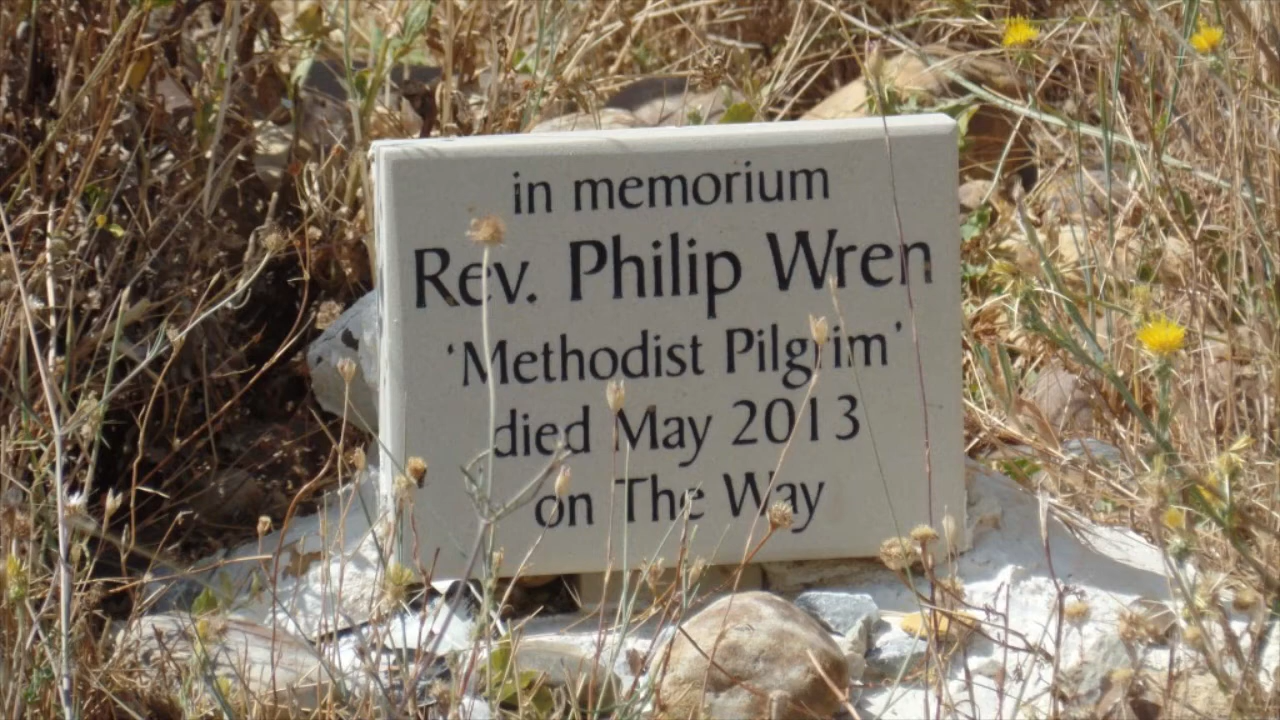 in memorium
Rev. Philip Wren
‘Methodist Pilgrim’
died May 2013
on The Way